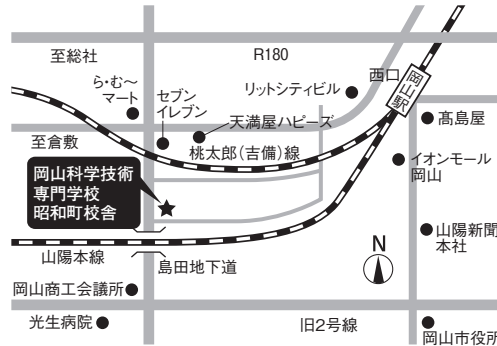 至総社
R180
ら・む～
マート
セブン
イレブン
リットシティビル
西口
岡山駅
天満屋ハピーズ
髙島屋
至倉敷
桃太郎(吉備)線
イオンモール
岡山
岡山科学技術
専門学校
昭和町校舎
山陽新聞
本社
N
山陽本線
島田地下道
岡山商工会議所
光生病院
旧2号線
岡山市役所